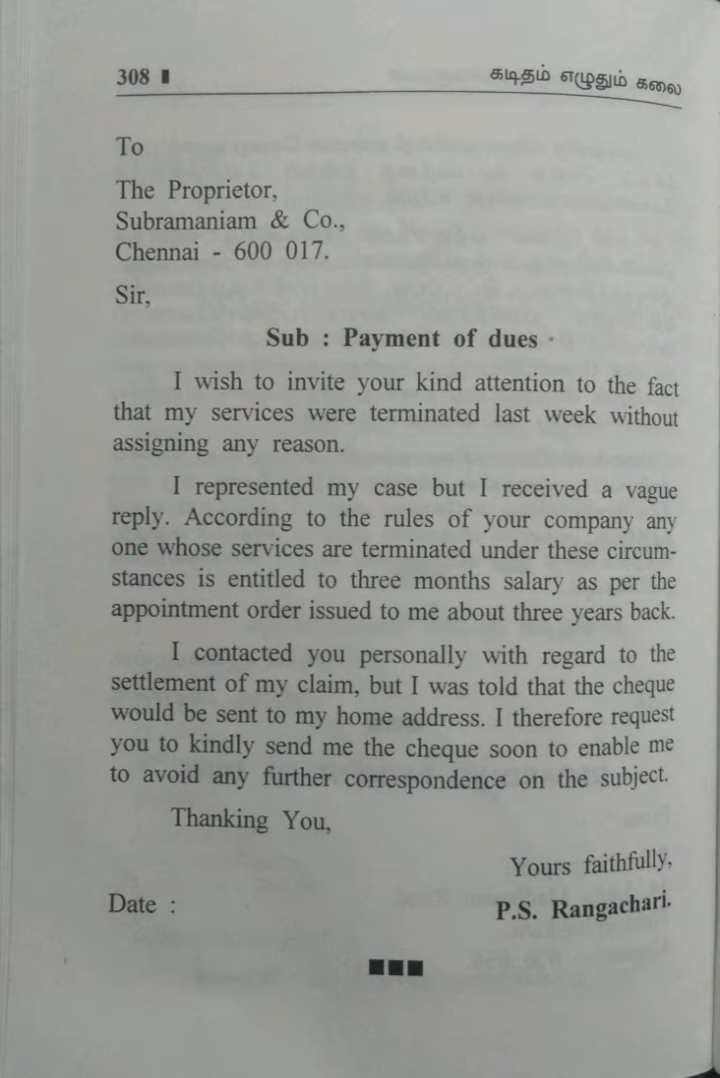 308 ▮ கடிதம் எழுதும் கலை
To
The Proprietor,
Subramaniam & Co.,
Chennai - 600 017.
Sir,
Sub : Payment of dues
I wish to invite your kind attention to the fact
that my services were terminated last week without
assigning any reason.
I represented my case but I received a vague
reply. According to the rules of your company any
one whose services are terminated under these circum-
stances is entitled to three months salary as per the
appointment order issued to me about three years back.
I contacted you personally with regard to the
settlement of my claim, but I was told that the cheque
would be sent to my home address. I therefore request
you to kindly send me the cheque soon to enable me
to avoid any further correspondence on the subject.
Thanking You,
Yours faithfully,
Date :
P.S. Rangachari.